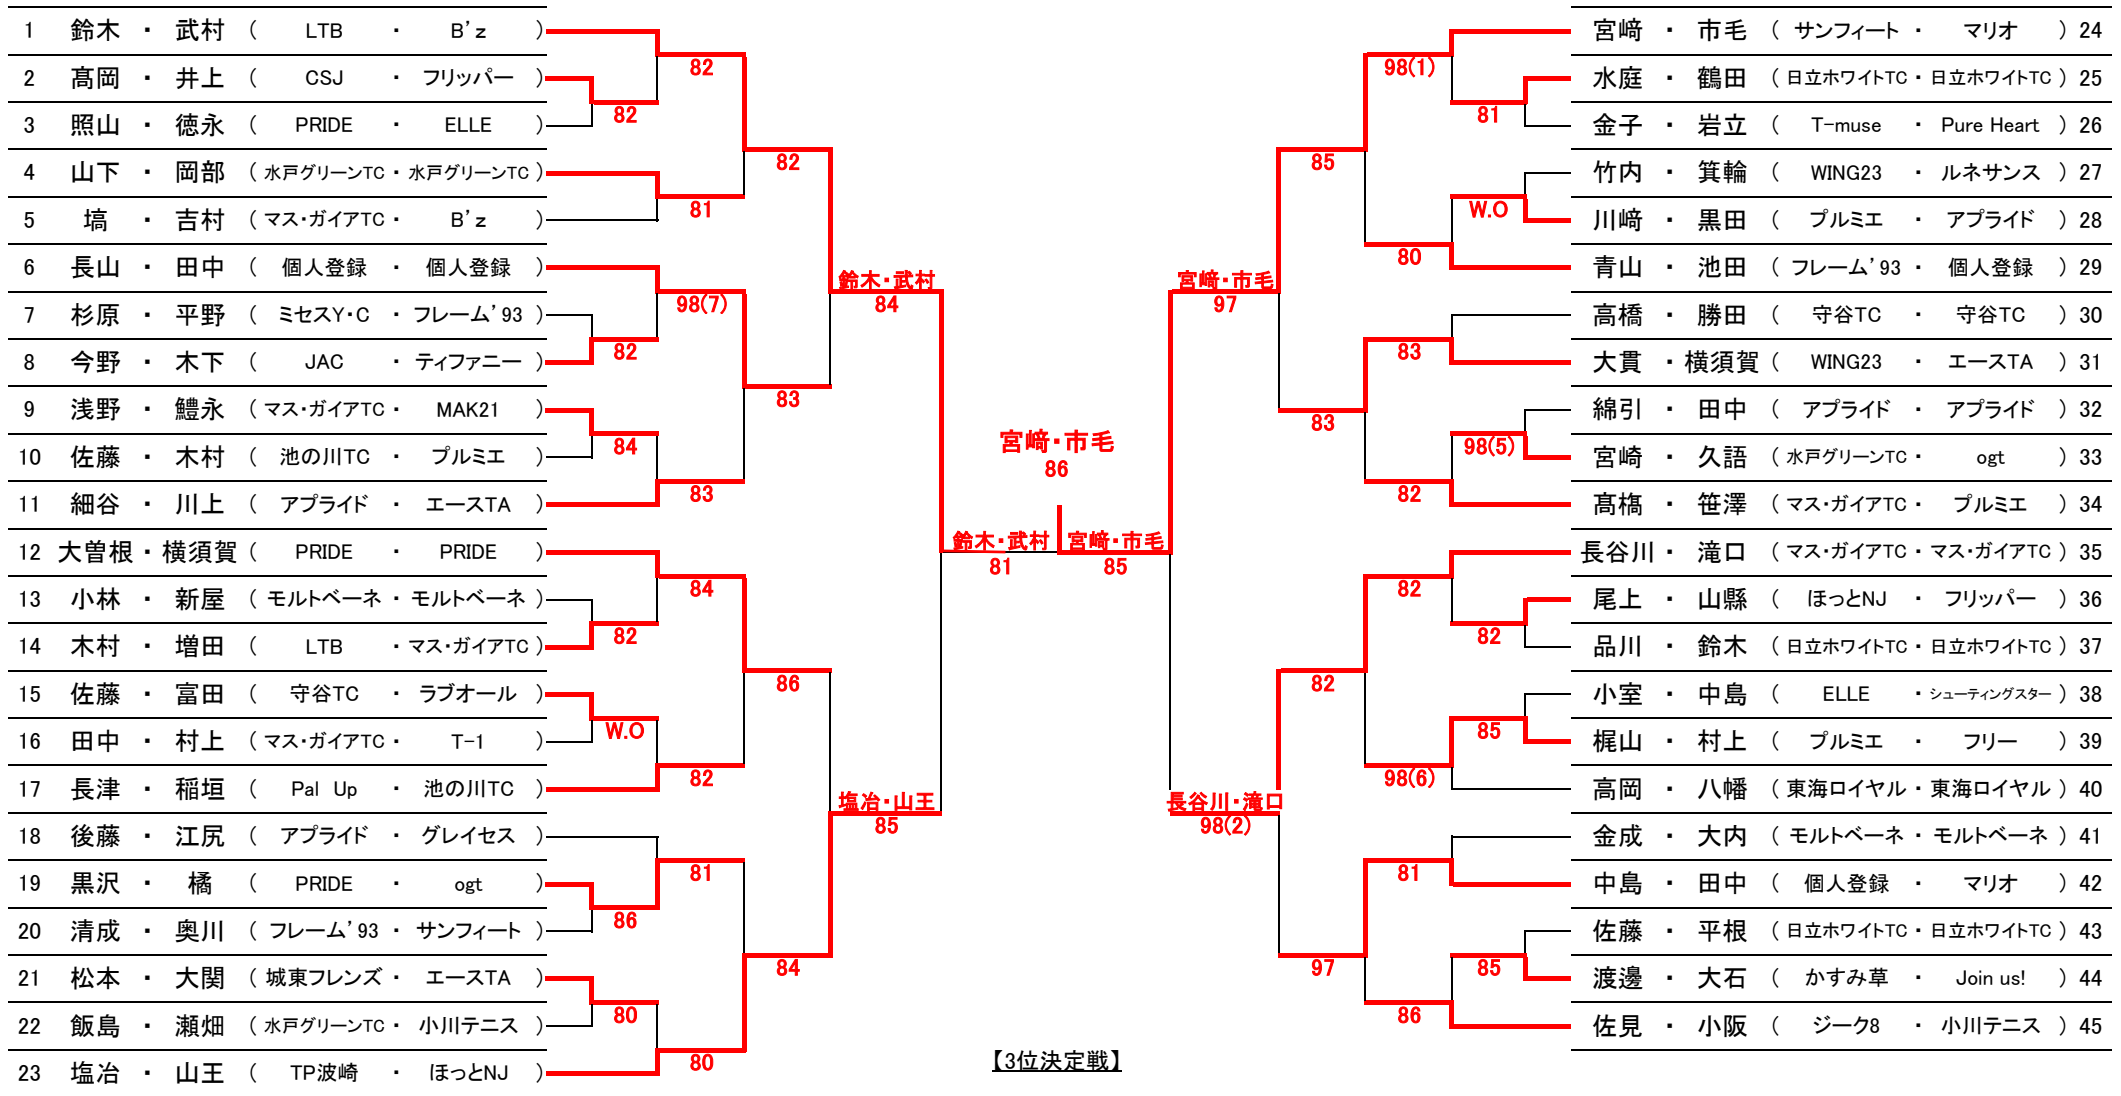 1 鈴木 ・ 武村 ( LTB ・ B’z )
2 髙岡 ・ 井上 ( CSJ ・ フリッパー )
3 照山 ・ 徳永 ( PRIDE ・ ELLE )
4 山下 ・ 岡部 ( 水戸グリーンTC ・ 水戸グリーンTC )
5 塙 ・ 吉村 ( マス・ガイアTC ・ B’z )
6 長山 ・ 田中 ( 個人登録 ・ 個人登録 )
7 杉原 ・ 平野 ( ミセスY・C ・ フレーム’93 )
8 今野 ・ 木下 ( JAC ・ ティファニー )
9 浅野 ・ 鱧永 ( マス・ガイアTC ・ MAK21 )
10 佐藤 ・ 木村 ( 池の川TC ・ プルミエ )
11 細谷 ・ 川上 ( アプライド ・ エースTA )
12 大曽根 ・ 横須賀 ( PRIDE ・ PRIDE )
13 小林 ・ 新屋 ( モルトベーネ ・ モルトベーネ )
14 木村 ・ 増田 ( LTB ・ マス・ガイアTC )
15 佐藤 ・ 富田 ( 守谷TC ・ ラブオール )
16 田中 ・ 村上 ( マス・ガイアTC ・ T-1 )
17 長津 ・ 稲垣 ( Pal Up ・ 池の川TC )
18 後藤 ・ 江尻 ( アプライド ・ グレイセス )
19 黒沢 ・ 橘 ( PRIDE ・ ogt )
20 清成 ・ 奥川 ( フレーム’93 ・ サンフィート )
21 松本 ・ 大関 ( 城東フレンズ ・ エースTA )
22 飯島 ・ 瀬畑 ( 水戸グリーンTC ・ 小川テニス )
23 塩冶 ・ 山王 ( TP波崎 ・ ほっとNJ )
82
82
82
81
82
98(7)
82
83
84
83
84
82
86
W.O
82
81
86
84
80
80
鈴木・武村
84
塩冶・山王
85
鈴木・武村
81
宮﨑・市毛
86
宮﨑・市毛
85
宮﨑・市毛
97
長谷川・滝口
98(2)
98(1)
81
85
W.O
80
83
83
98(5)
82
82
82
82
85
98(6)
81
97
85
86
宮﨑 ・ 市毛 ( サンフィート ・ マリオ ) 24
水庭 ・ 鶴田 ( 日立ホワイトTC ・ 日立ホワイトTC ) 25
金子 ・ 岩立 ( T-muse ・ Pure Heart ) 26
竹内 ・ 箕輪 ( WING23 ・ ルネサンス ) 27
川﨑 ・ 黒田 ( プルミエ ・ アプライド ) 28
青山 ・ 池田 ( フレーム’93 ・ 個人登録 ) 29
高橋 ・ 勝田 ( 守谷TC ・ 守谷TC ) 30
大貫 ・ 横須賀 ( WING23 ・ エースTA ) 31
綿引 ・ 田中 ( アプライド ・ アプライド ) 32
宮崎 ・ 久語 ( 水戸グリーンTC ・ ogt ) 33
髙橋 ・ 笹澤 ( マス・ガイアTC ・ プルミエ ) 34
長谷川 ・ 滝口 ( マス・ガイアTC ・ マス・ガイアTC ) 35
尾上 ・ 山縣 ( ほっとNJ ・ フリッパー ) 36
品川 ・ 鈴木 ( 日立ホワイトTC ・ 日立ホワイトTC ) 37
小室 ・ 中島 ( ELLE ・ シューティングスター ) 38
梶山 ・ 村上 ( プルミエ ・ フリー ) 39
高岡 ・ 八幡 ( 東海ロイヤル ・ 東海ロイヤル ) 40
金成 ・ 大内 ( モルトベーネ ・ モルトベーネ ) 41
中島 ・ 田中 ( 個人登録 ・ マリオ ) 42
佐藤 ・ 平根 ( 日立ホワイトTC ・ 日立ホワイトTC ) 43
渡邊 ・ 大石 ( かすみ草 ・ Join us! ) 44
佐見 ・ 小阪 ( ジーク8 ・ 小川テニス ) 45
【3位決定戦】